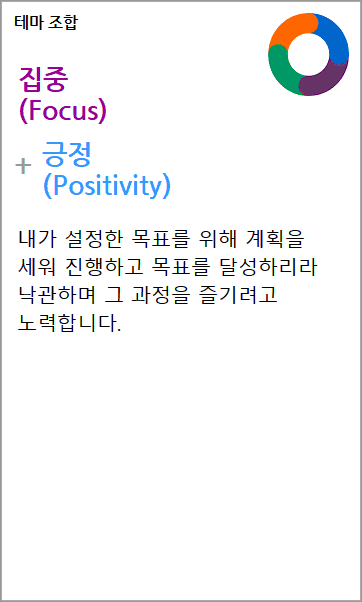 테마 조합
집중
(Focus)
+ 긍정
(Positivity)
내가 설정한 목표를 위해 계획을
세워 진행하고 목표를 달성하리라
낙관하며 그 과정을 즐기려고
노력합니다.